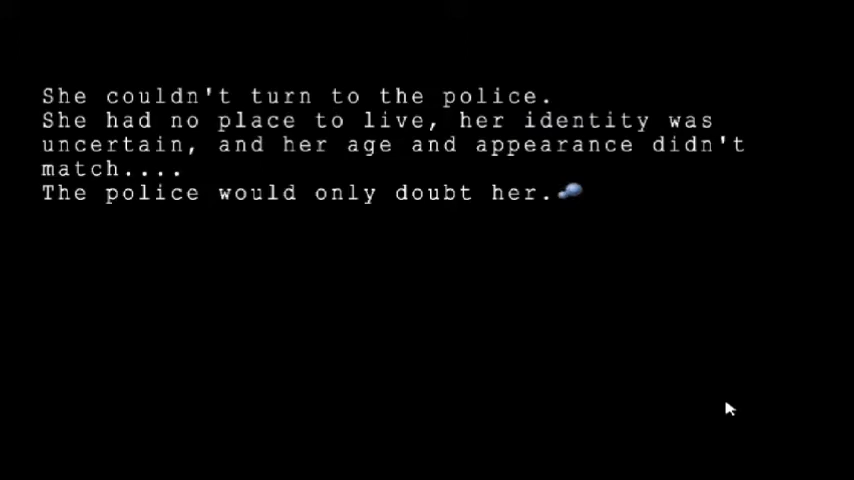 She couldn't turn to the police.
She had no place to live, her identity was
uncertain, and her age and appearance didn't
match....
The police would only doubt her.